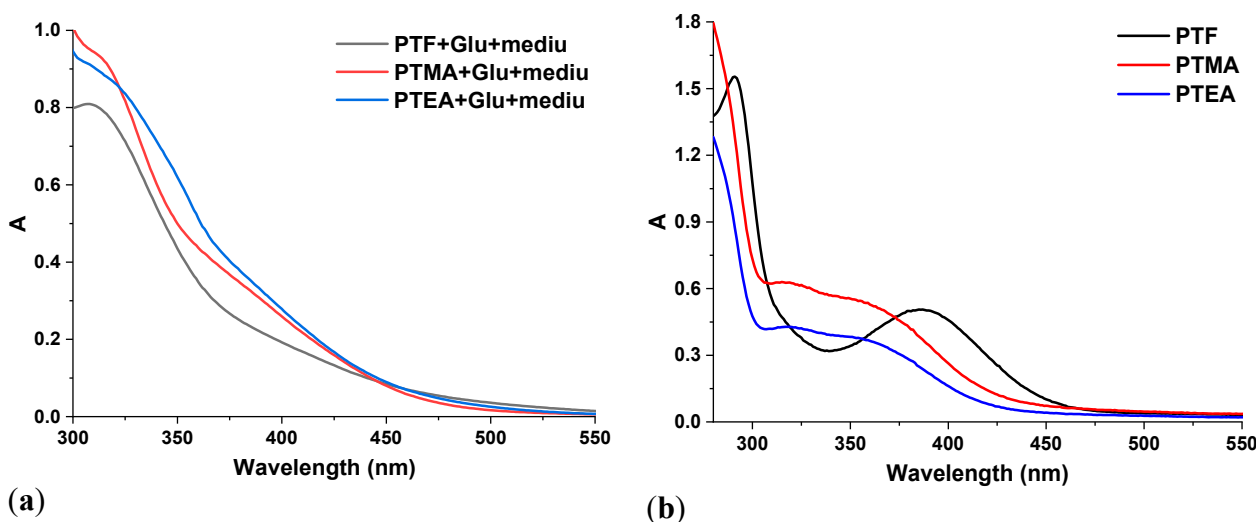 1.0
0.8
0.6
0.4
0.2
0.0
A
300 350 400 450 500 550
Wavelength (nm)
PTF+Glu+mediu
PTMA+Glu+mediu
PTEA+Glu+mediu
(a)
1.8
1.5
1.2
0.9
0.6
0.3
0.0
A
300 350 400 450 500 550
Wavelength (nm)
PTF
PTMA
PTEA
(b)